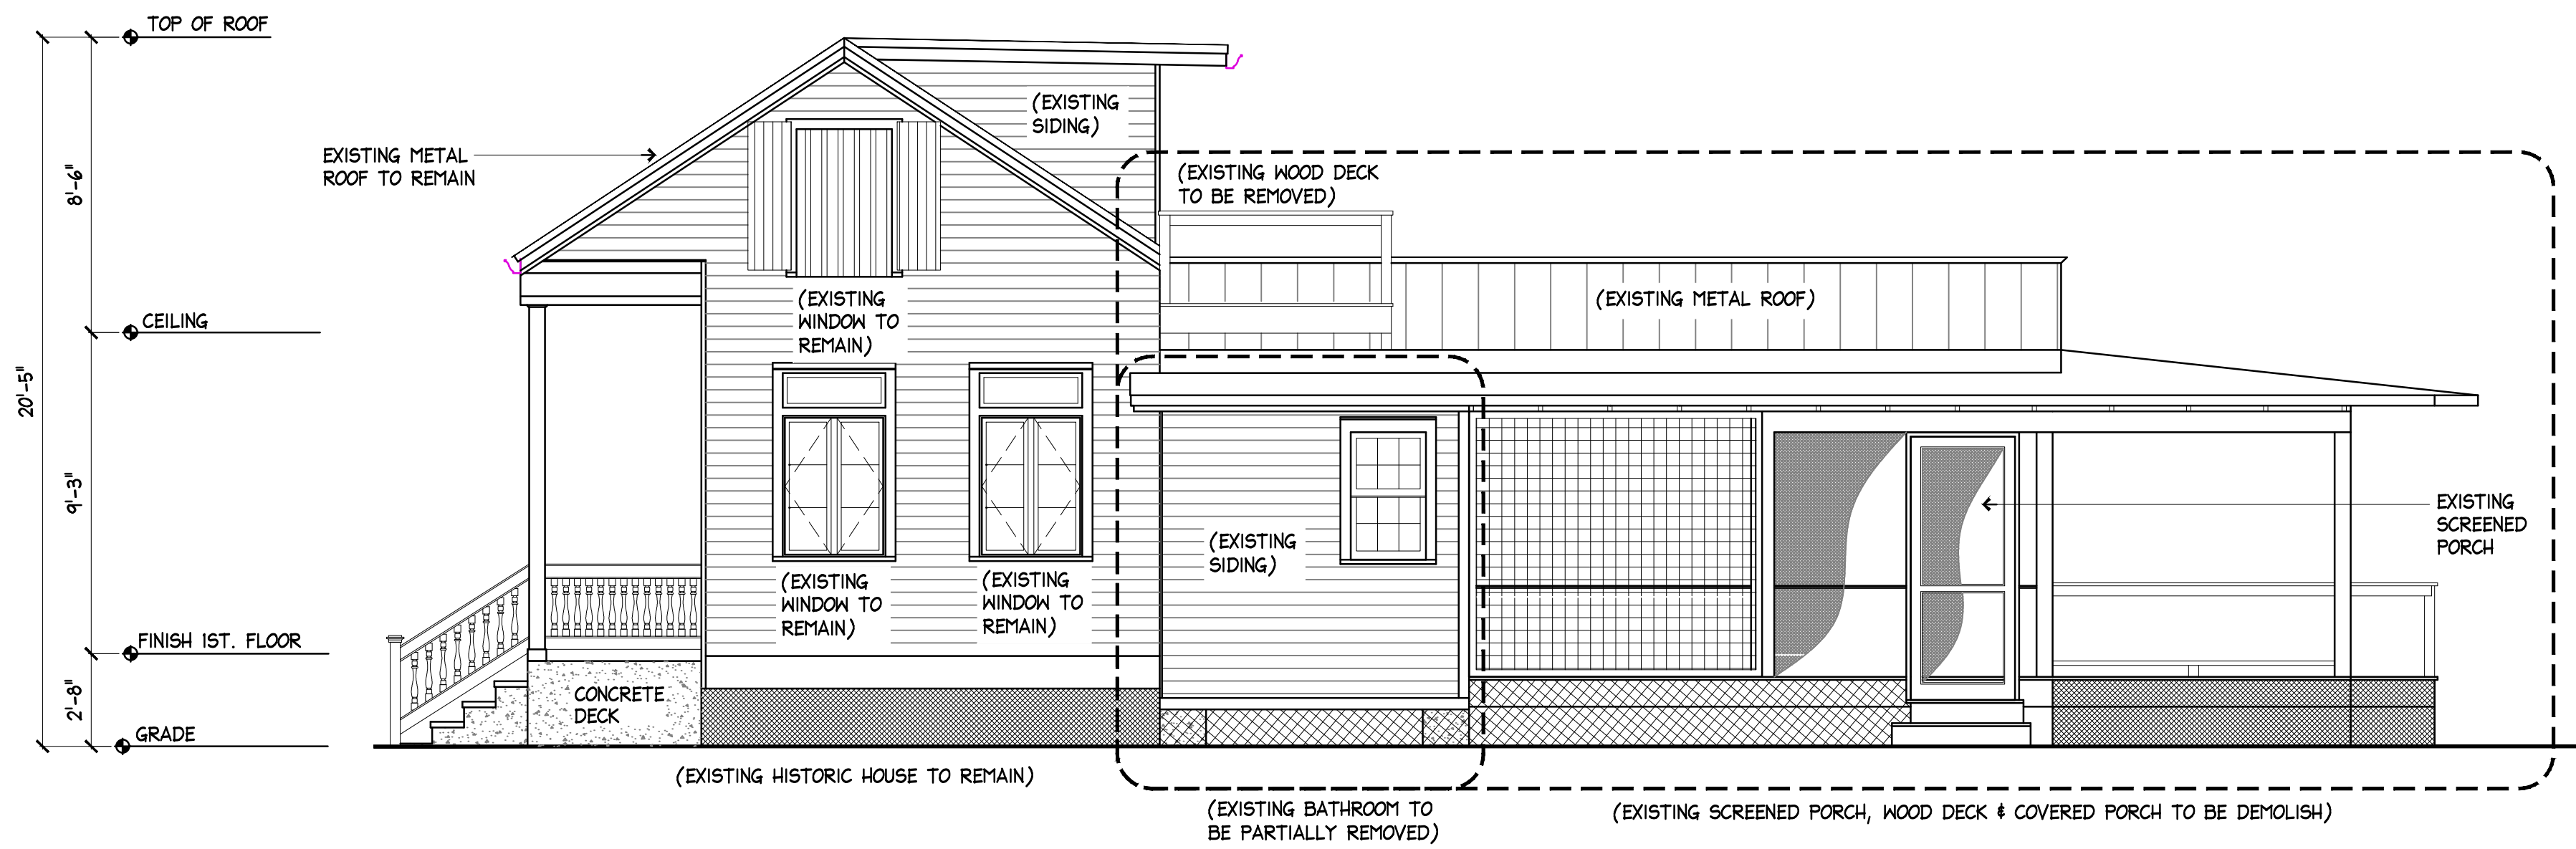 TOP OF ROOF
(EXISTING
SIDING)
EXISTING METAL
ROOF TO REMAIN
(EXISTING WOOD DECK
TO BE REMOVED)
8'-6"
(EXISTING
WINDOW TO
REMAIN)
(EXISTING METAL ROOF)
CEILING
20'-5"
9'-3"
EXISTING
SCREENED
PORCH
(EXISTING
SIDING)
(EXISTING
WINDOW TO
REMAIN)
(EXISTING
WINDOW TO
REMAIN)
FINISH 1ST. FLOOR
2'-8"
CONCRETE
DECK
GRADE
(EXISTING HISTORIC HOUSE TO REMAIN)
(EXISTING BATHROOM TO
BE PARTIALLY REMOVED)
(EXISTING SCREENED PORCH, WOOD DECK & COVERED PORCH TO BE DEMOLISH)